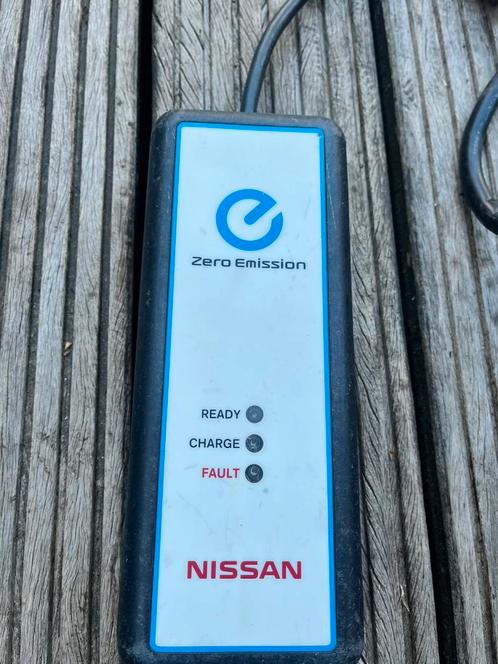 Zero Emission
READY
CHARGE
FAULT
NISSAN